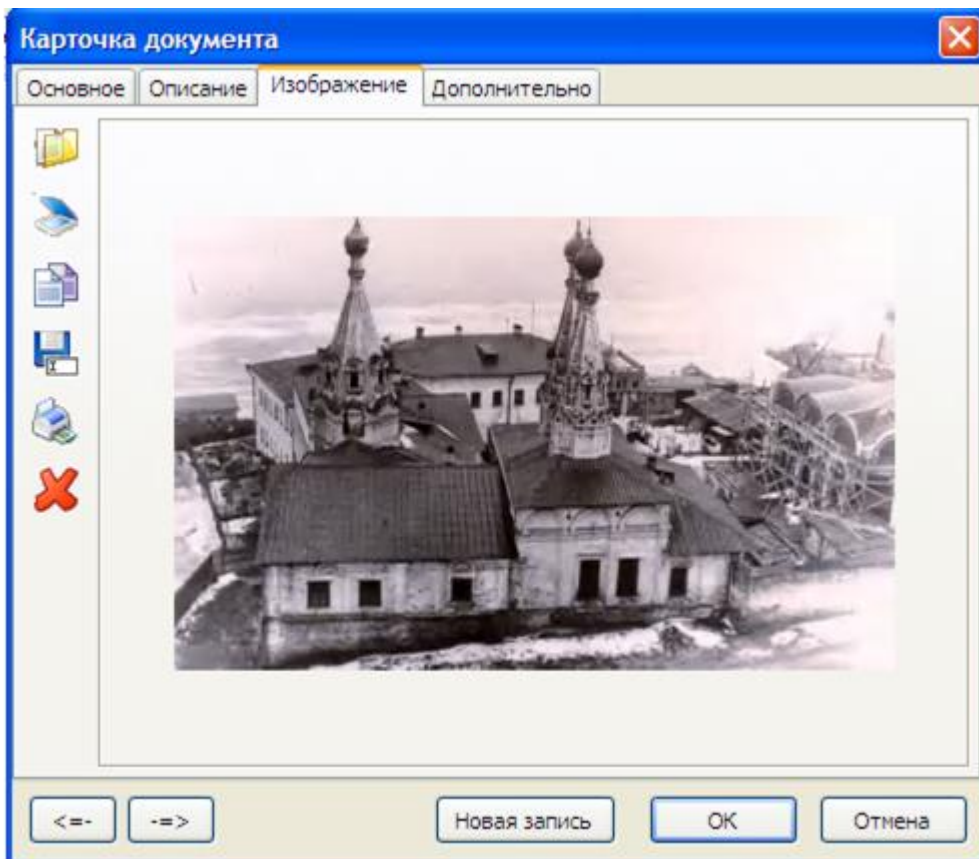 Карточка документа
Основное Описание Изображение Дополнительно
<=- -=> Новая запись OK Отмена